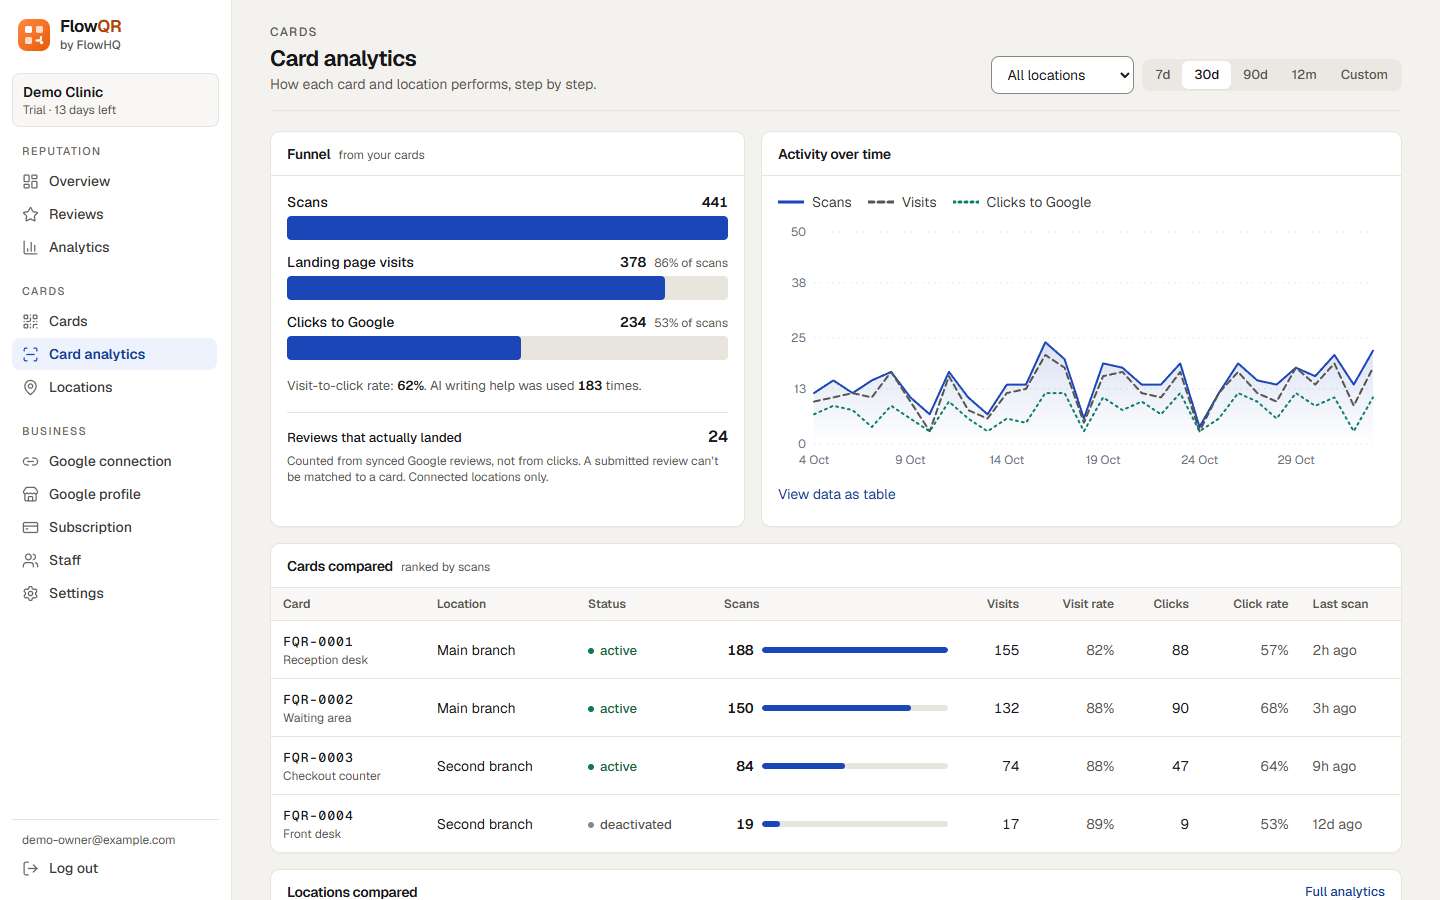 FlowQR
by FlowHQ
Demo Clinic
Trial · 13 days left
REPUTATION
Overview
Reviews
Analytics
CARDS
Cards
Card analytics
Locations
BUSINESS
Google connection
Google profile
Subscription
Staff
Settings
demo-owner@example.com
Log out
CARDS
Card analytics
How each card and location performs, step by step.
All locations
7d 30d 90d 12m Custom
Funnel from your cards
Scans 441
Landing page visits 378 86% of scans
Clicks to Google 234 53% of scans
Visit-to-click rate: 62%. AI writing help was used 183 times.
Reviews that actually landed 24
Counted from synced Google reviews, not from clicks. A submitted review can't
be matched to a card. Connected locations only.
Activity over time
Scans Visits Clicks to Google
50
38
25
13
0
4 Oct 9 Oct 14 Oct 19 Oct 24 Oct 29 Oct
View data as table
Cards compared ranked by scans
Card Location Status Scans Visits Visit rate Clicks Click rate Last scan
FQR-0001
Reception desk
Main branch active 188 155 82% 88 57% 2h ago
FQR-0002
Waiting area
Main branch active 150 132 88% 90 68% 3h ago
FQR-0003
Checkout counter
Second branch active 84 74 88% 47 64% 9h ago
FQR-0004
Front desk
Second branch deactivated 19 17 89% 9 53% 12d ago
Locations compared Full analytics